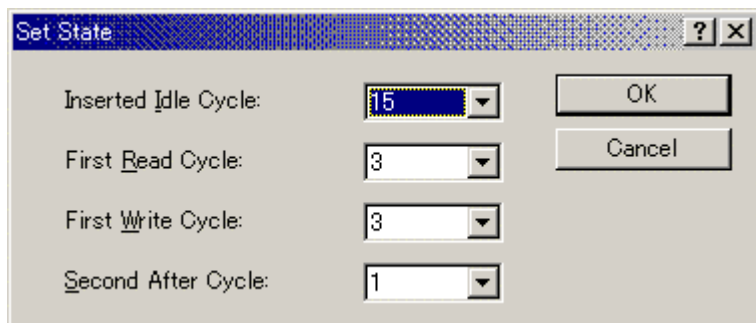 Set State
Inserted Idle Cycle: 15 OK
First Read Cycle: 3 Cancel
First Write Cycle: 3
Second After Cycle: 1